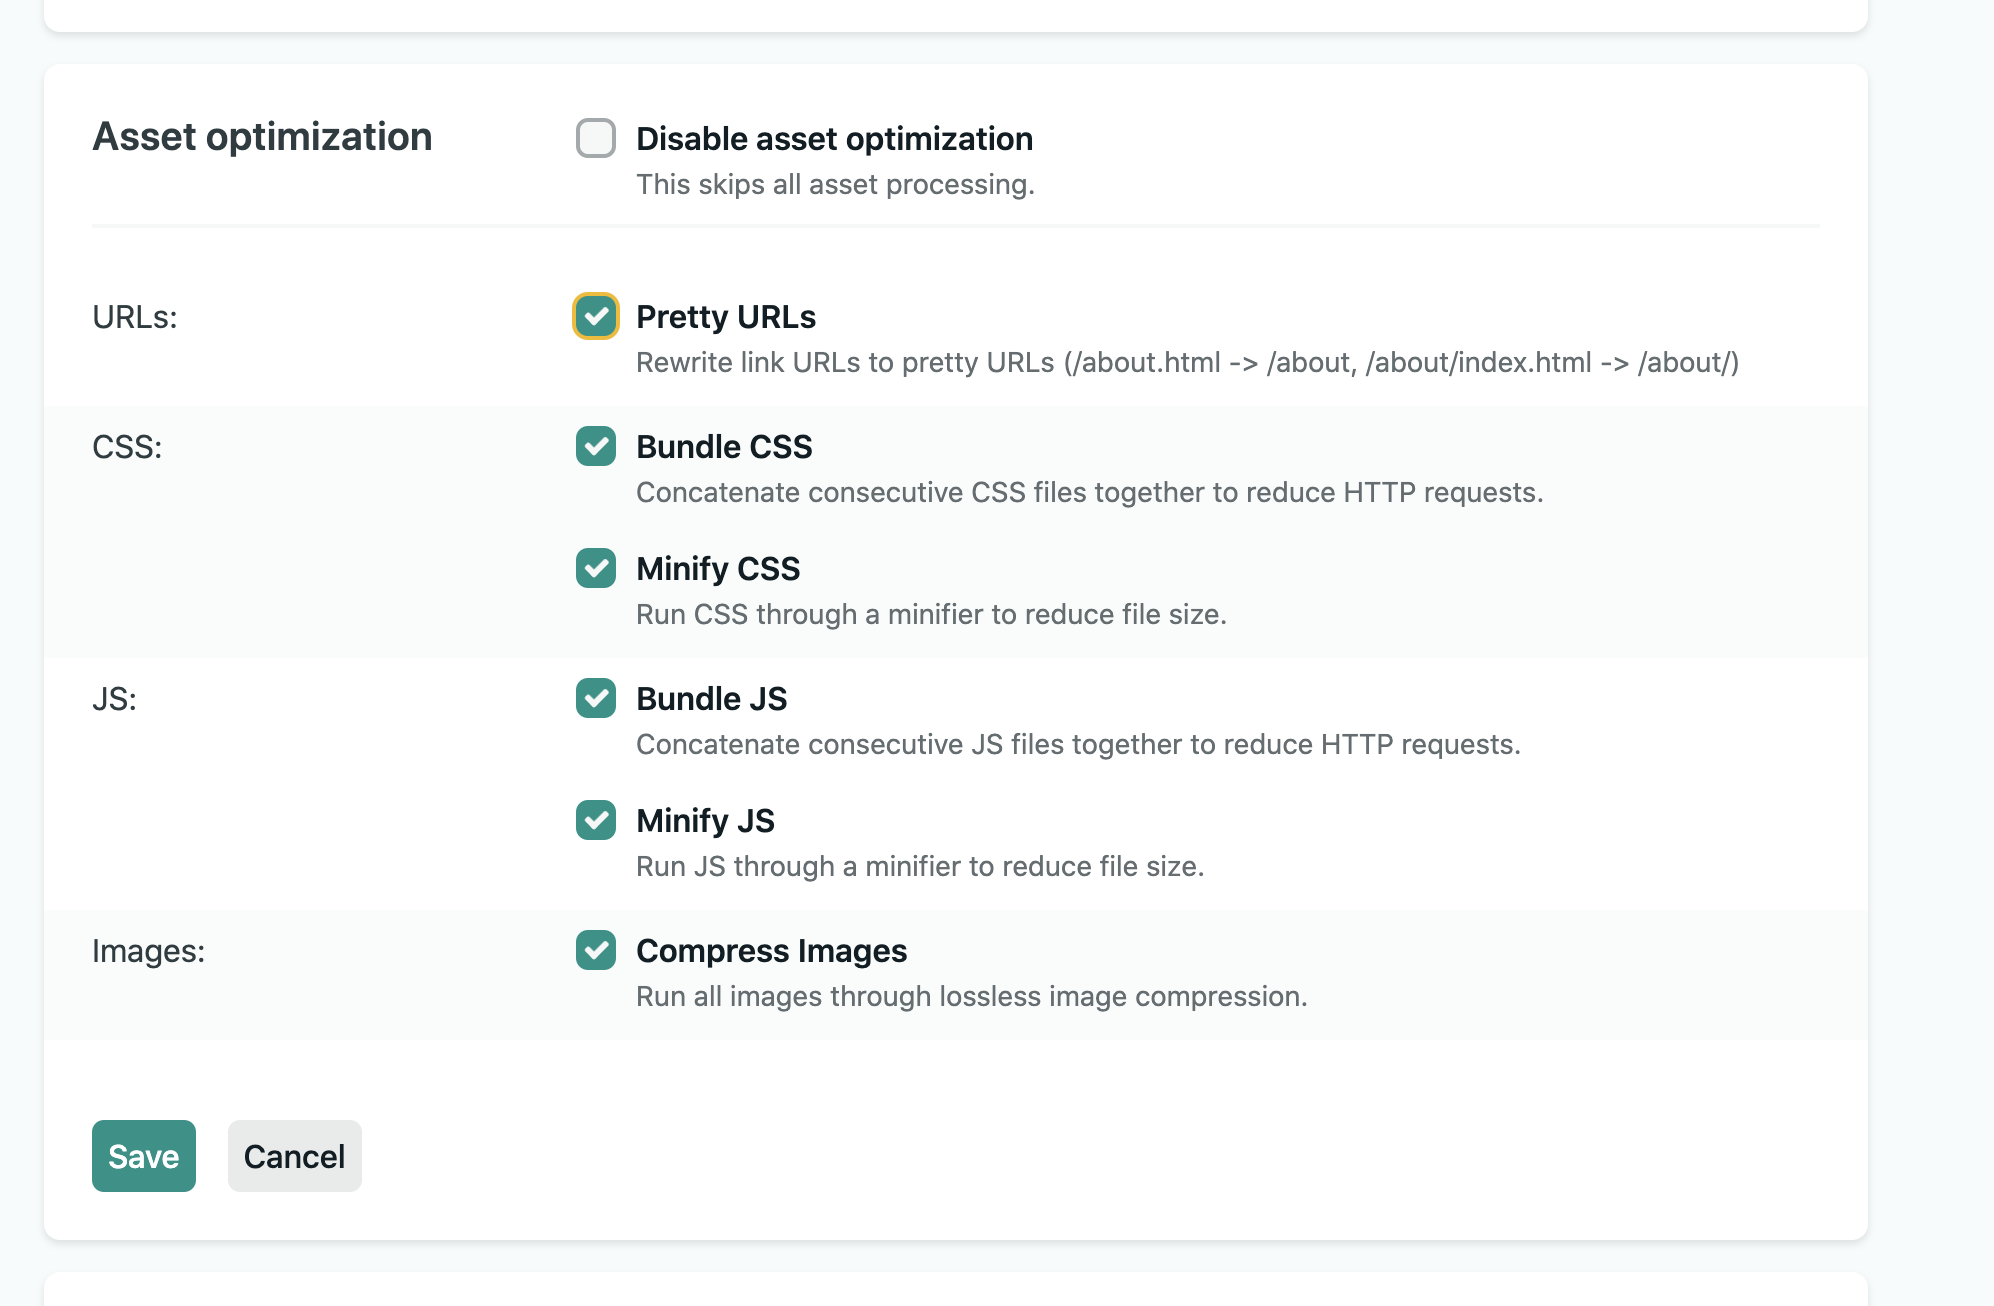 Asset optimization
Disable asset optimization
This skips all asset processing.
URLs:
Pretty URLs
Rewrite link URLs to pretty URLs (/about.html -> /about, /about/index.html -> /about/)
CSS:
Bundle CSS
Concatenate consecutive CSS files together to reduce HTTP requests.
Minify CSS
Run CSS through a minifier to reduce file size.
JS:
Bundle JS
Concatenate consecutive JS files together to reduce HTTP requests.
Minify JS
Run JS through a minifier to reduce file size.
Images:
Compress Images
Run all images through lossless image compression.
Save
Cancel